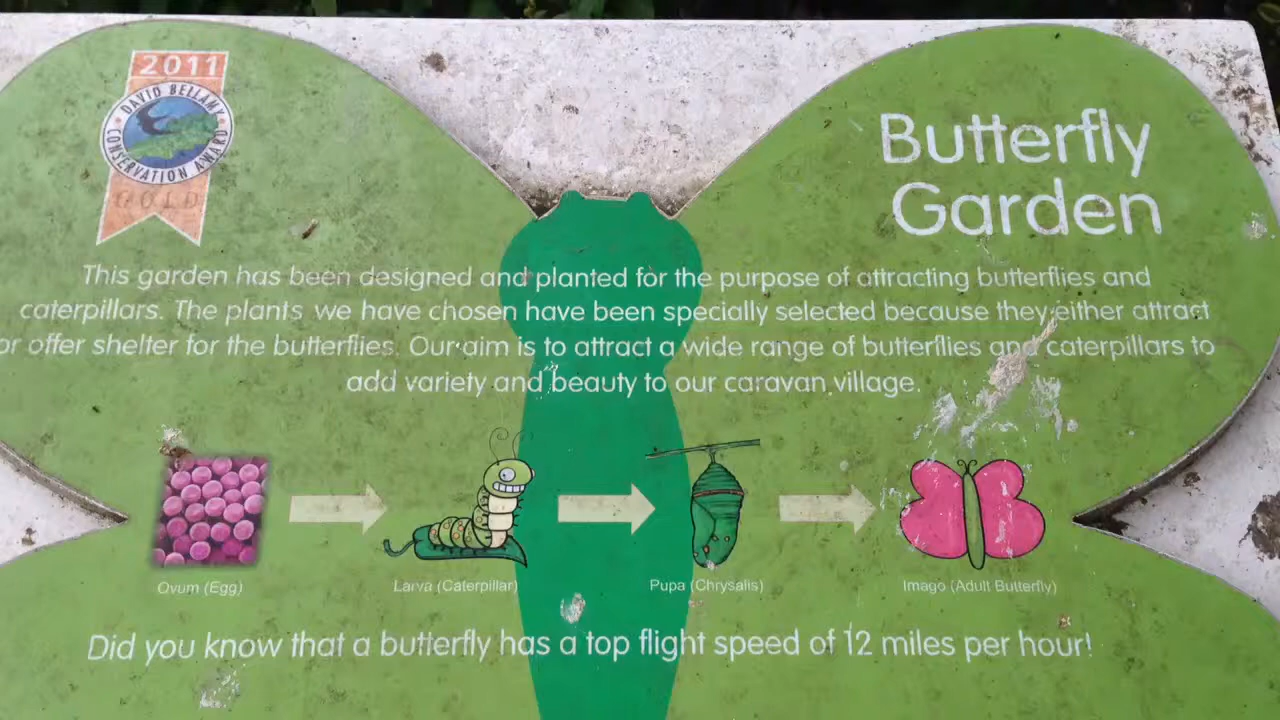 2011
DAVID BELLAMY
CONSERVATION AWARD
GOLD
Butterfly
Garden
This garden has been designed and planted for the purpose of attracting butterflies and
caterpillars. The plants we have chosen have been specially selected because they either attract
or offer shelter for the butterflies. Our aim is to attract a wide range of butterflies and caterpillars to
add variety and beauty to our caravan village.
Ovum (Egg)
Larva (Caterpillar)
Pupa (Chrysalis)
Imago (Adult Butterfly)
Did you know that a butterfly has a top flight speed of 12 miles per hour!